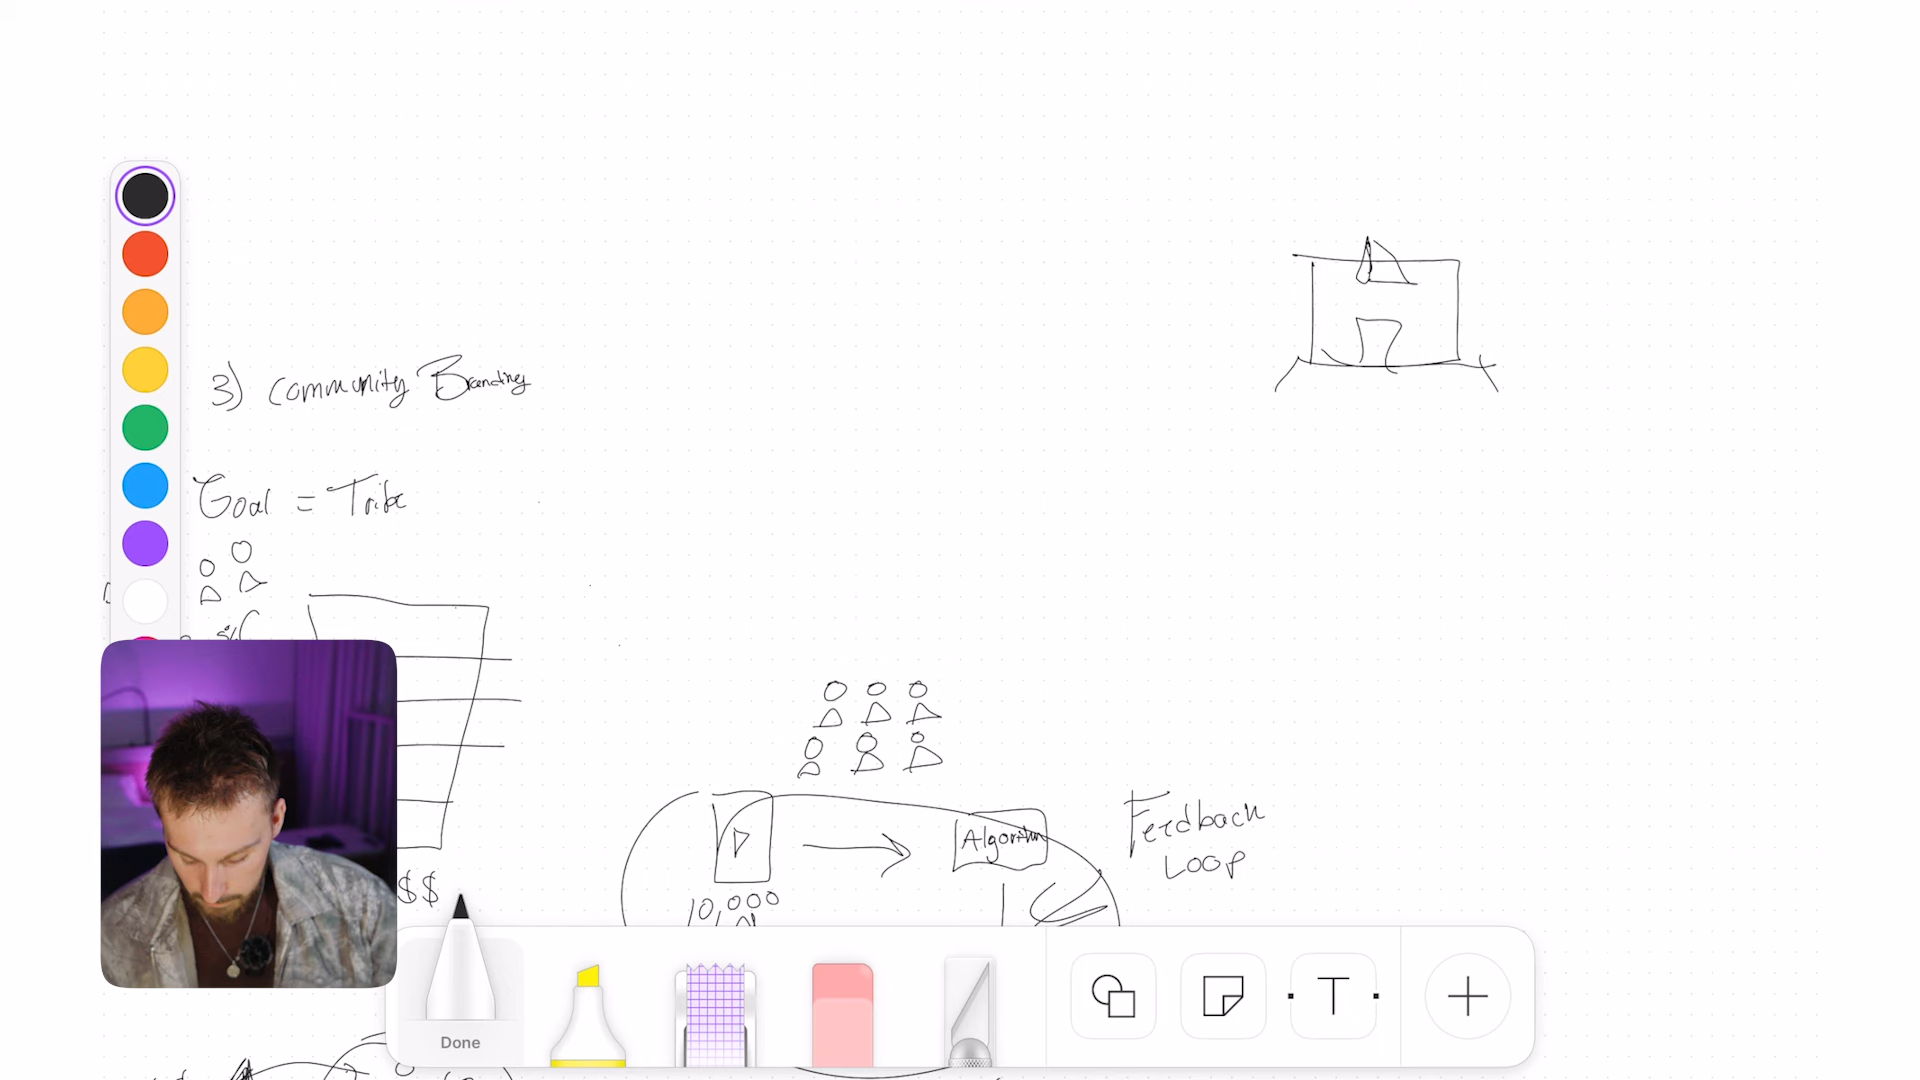 3) Community Branding
Goal = Tribe
$$
Algorithm
10,000
Feedback
Loop
Done
T